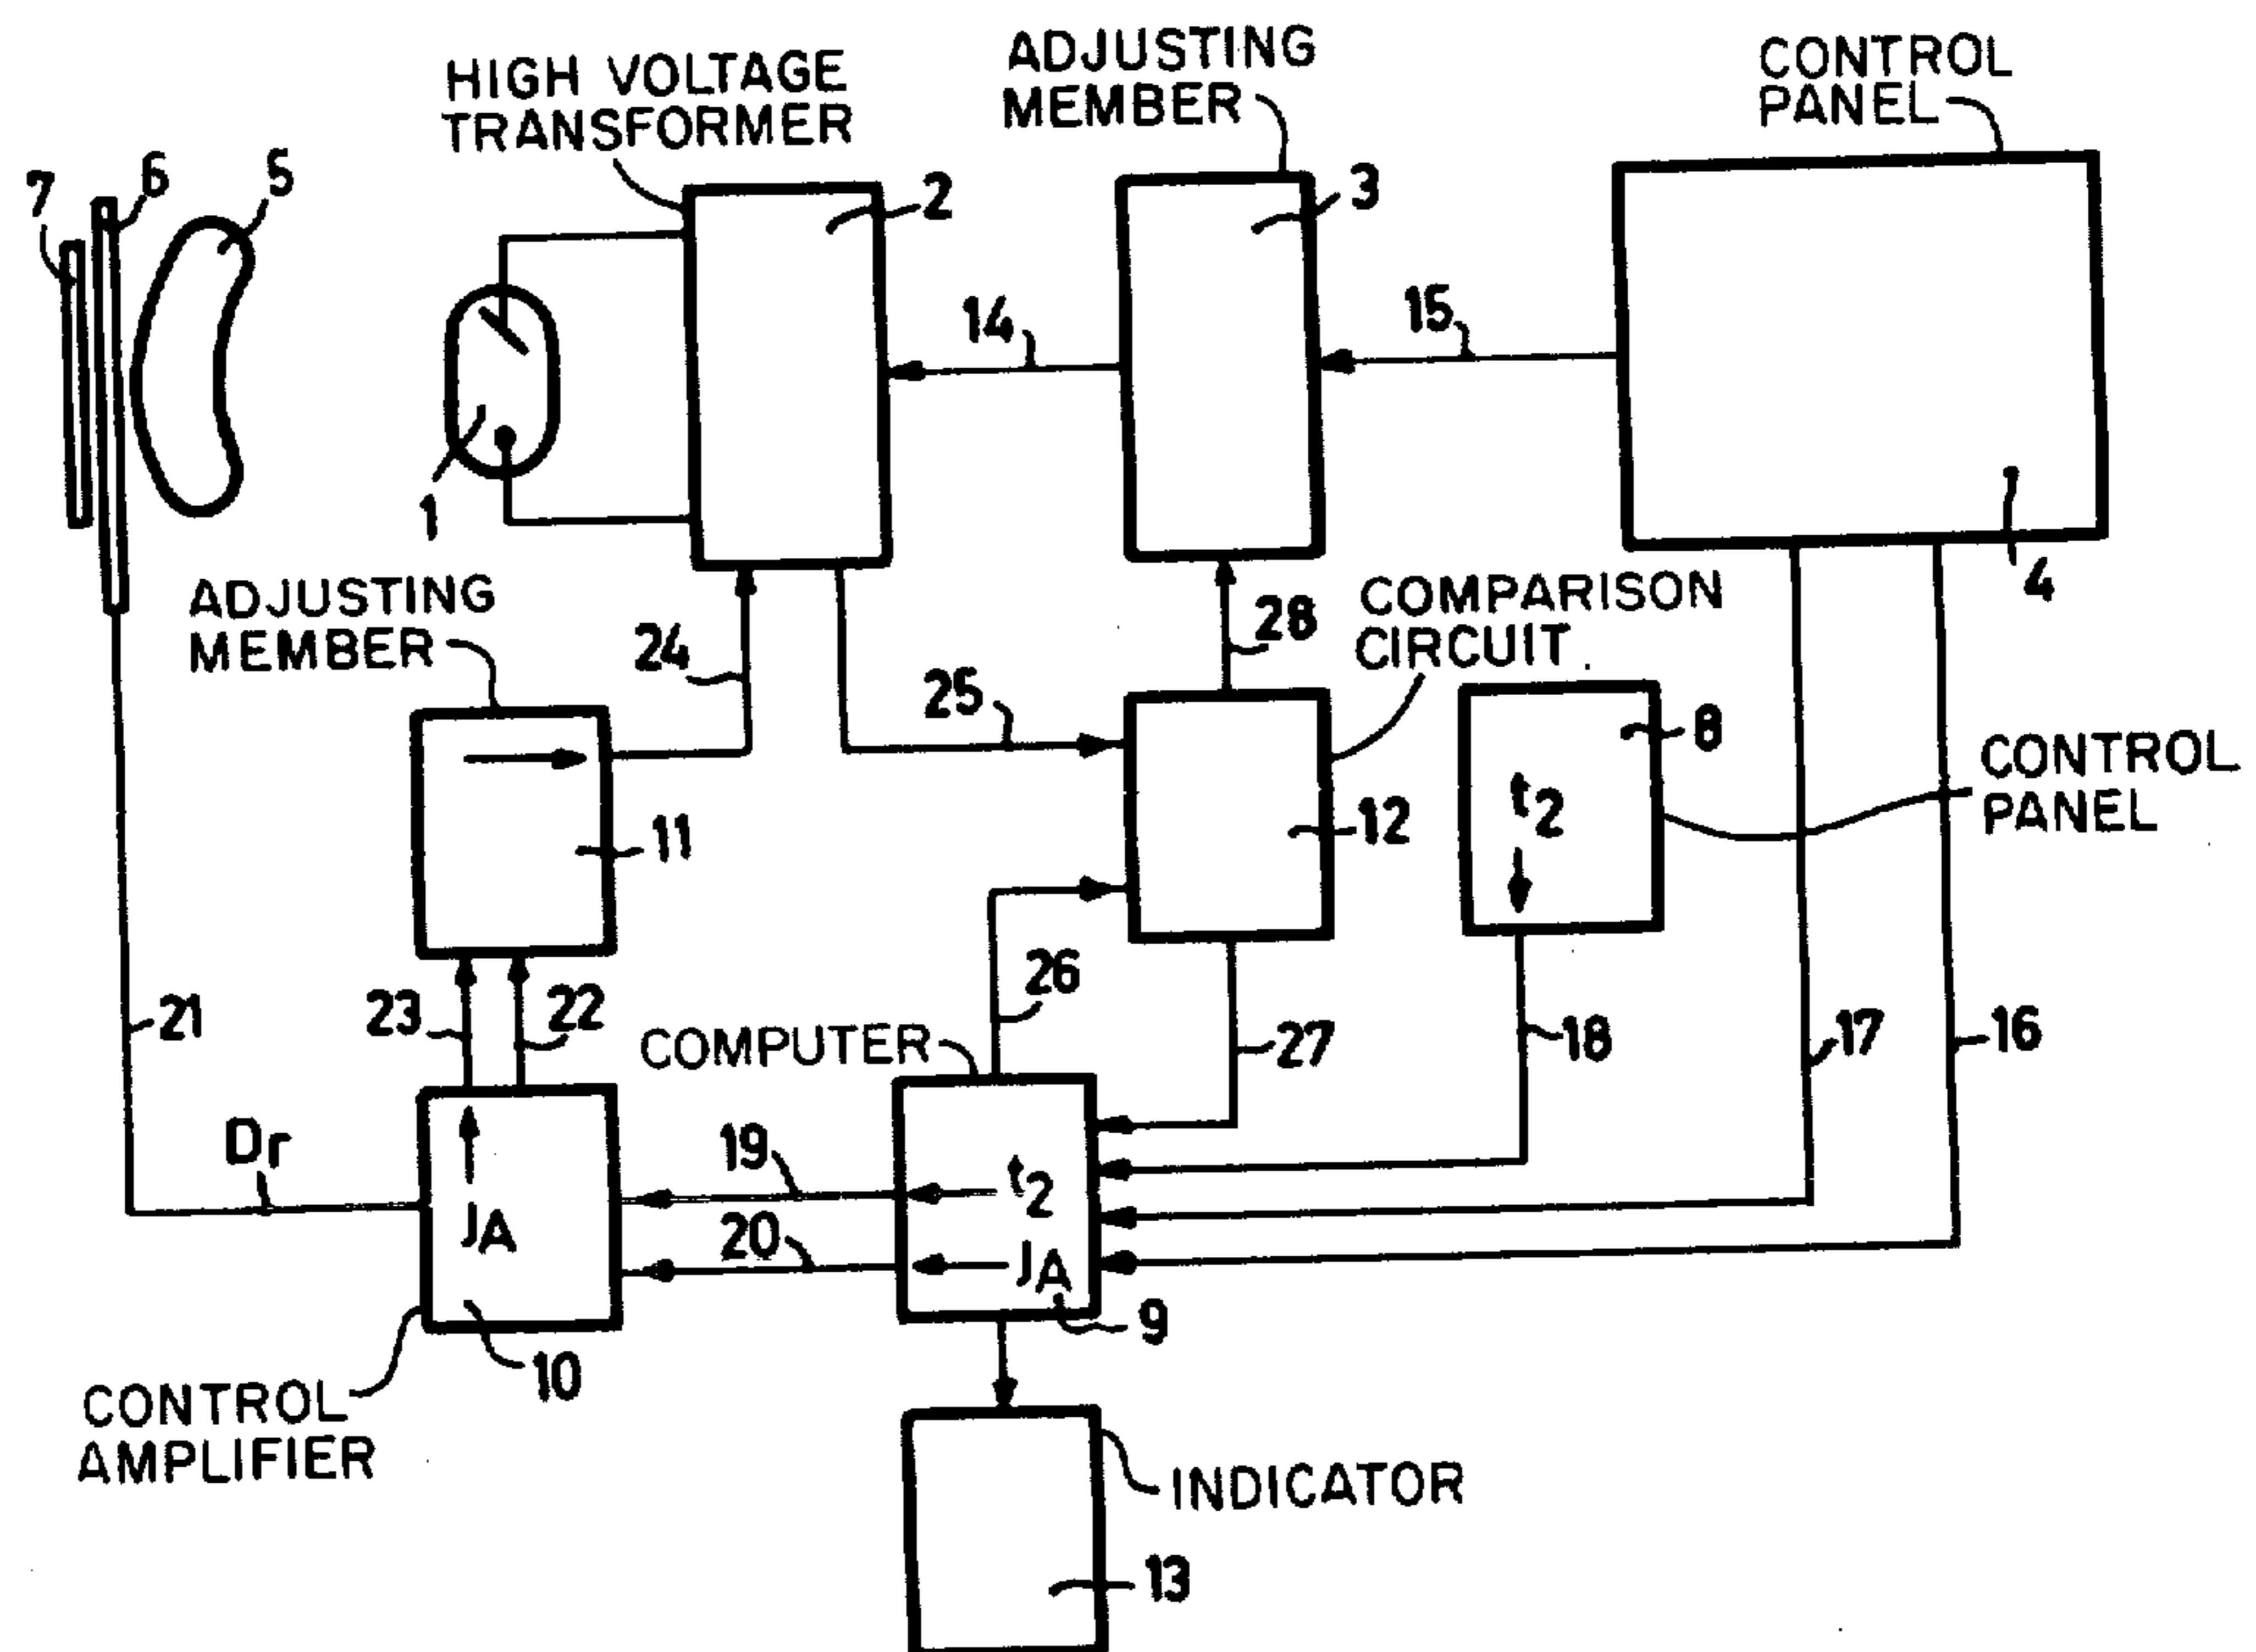 HIGH VOLTAGE
TRANSFORMER
ADJUSTING
MEMBER
CONTROL
PANEL
7
6
5
2
3
14
15
1
4
ADJUSTING
MEMBER
24
28
COMPARISON
CIRCUIT
25
8
t2
CONTROL
PANEL
11
12
26
23
22
21
COMPUTER
27
18
17
16
Dr
19
t2
JA
20
JA
9
10
CONTROL
AMPLIFIER
INDICATOR
13